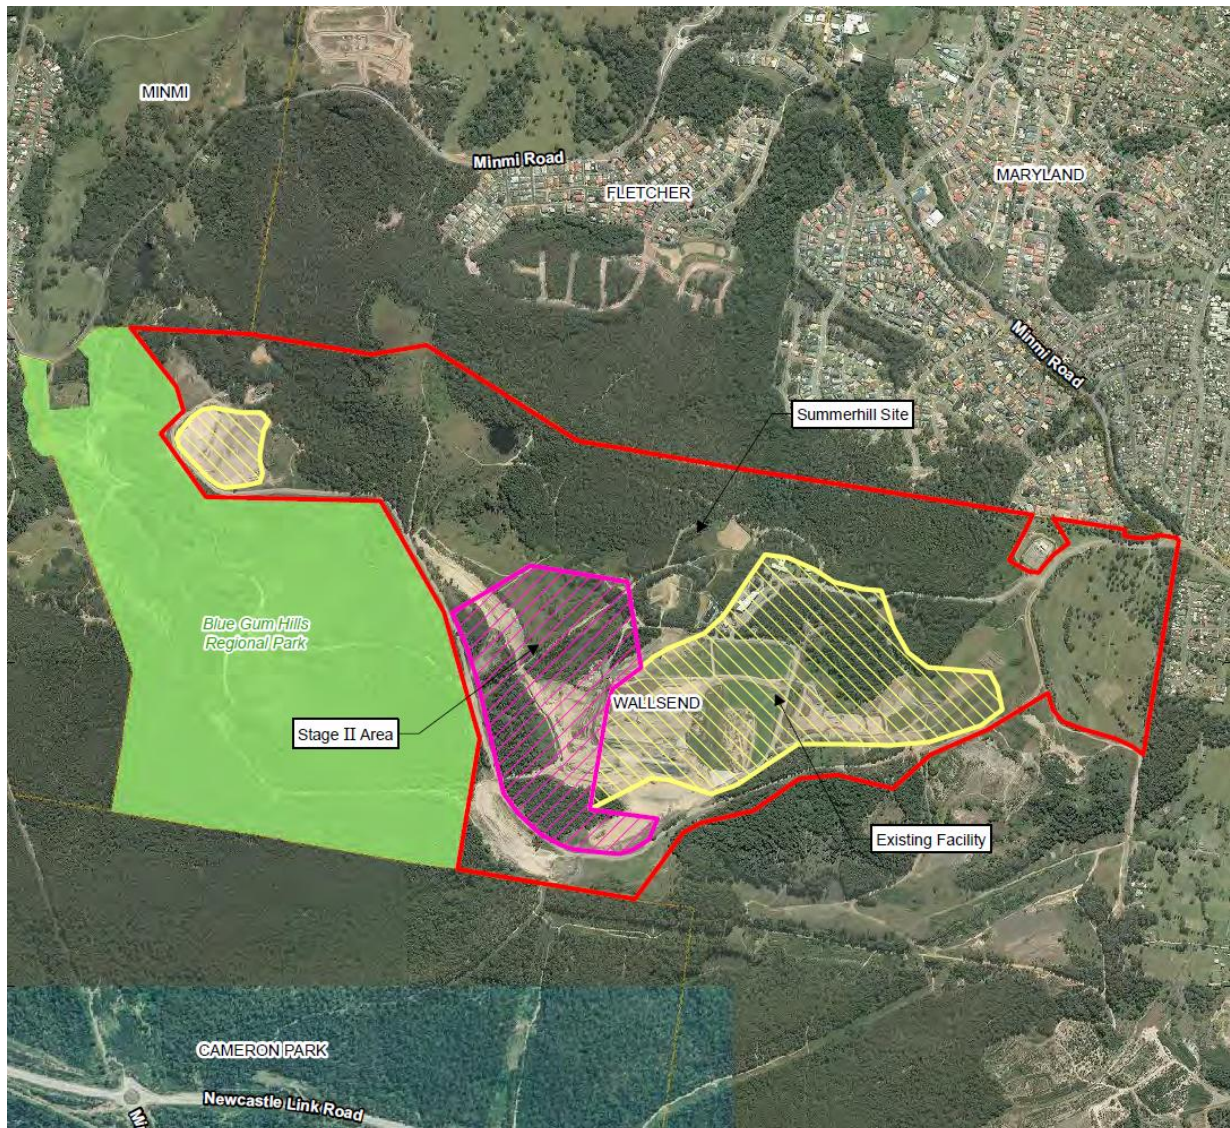 MINMI
Minmi Road
FLETCHER
MARYLAND
Minmi Road
Summerhill Site
Blue Gum Hills
Regional Park
WALLSEND
Stage II Area
Existing Facility
CAMERON PARK
Newcastle Link Road
Mi